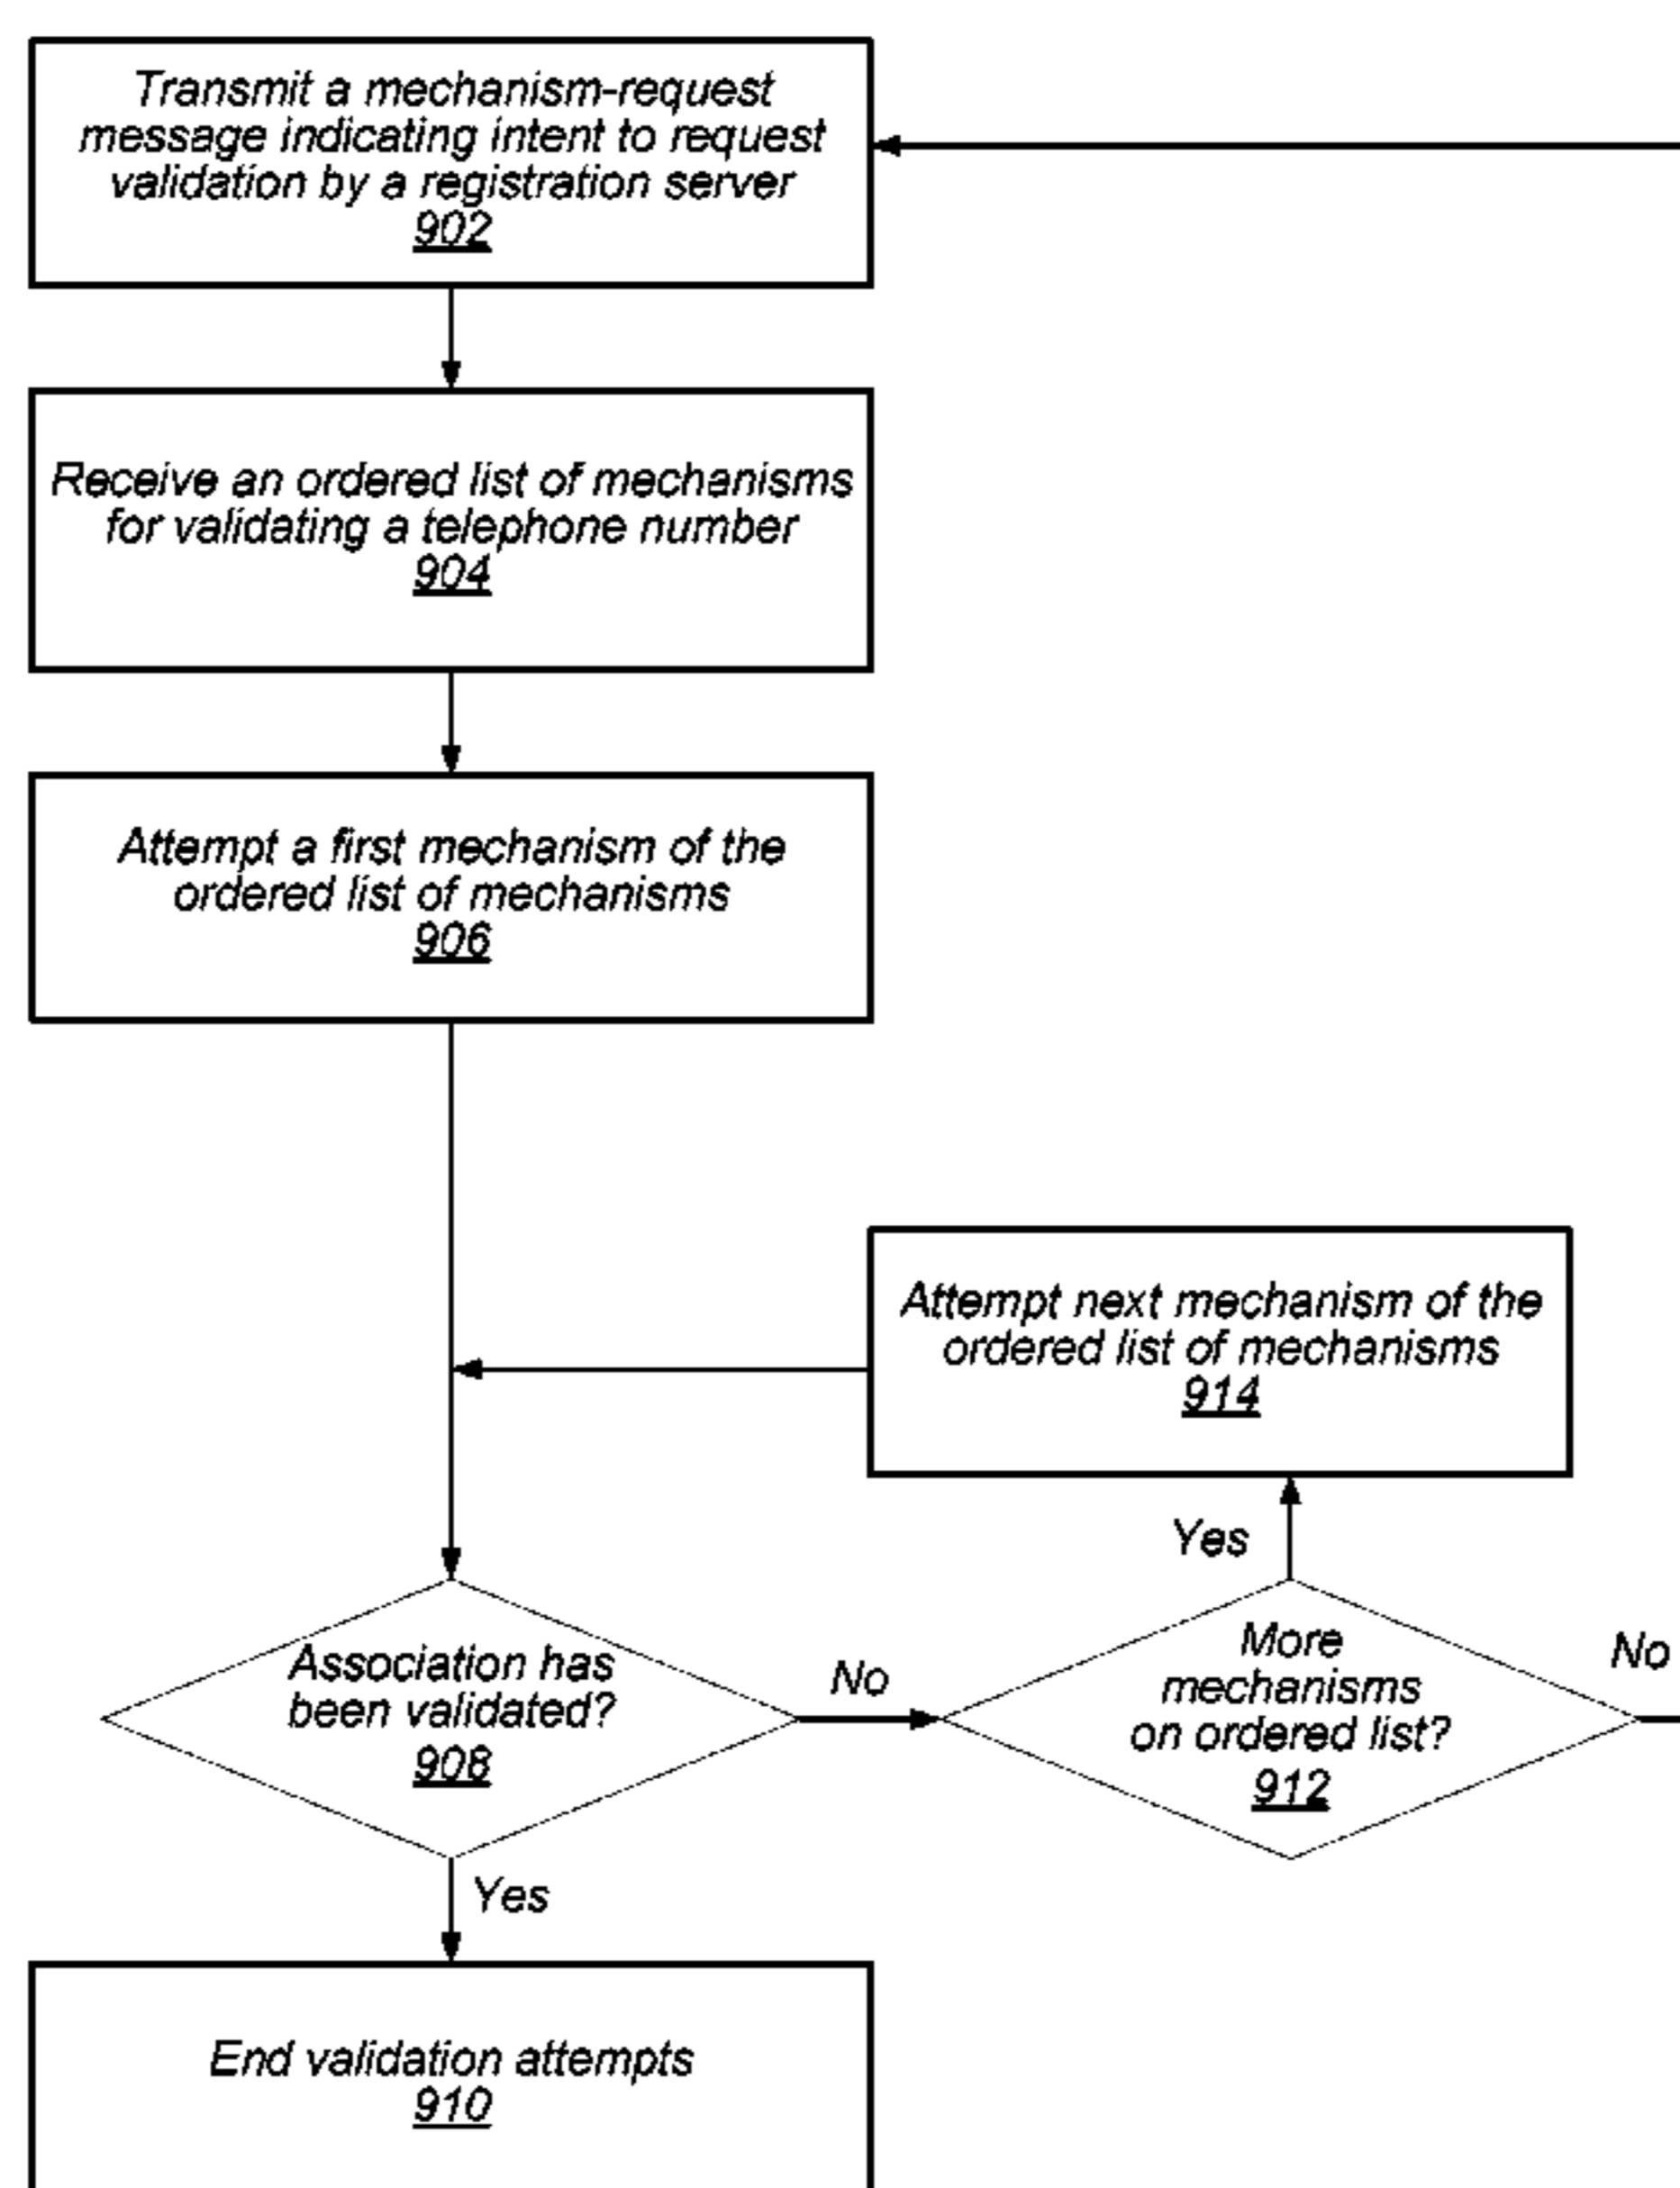 Transmit a mechanism-request
message indicating intent to request
validation by a registration server
902
Receive an ordered list of mechanisms
for validating a telephone number
904
Attempt a first mechanism of the
ordered list of mechanisms
906
Attempt next mechanism of the
ordered list of mechanisms
914
Yes
Association has
been validated?
908
No
More
mechanisms
on ordered list?
912
No
Yes
End validation attempts
910